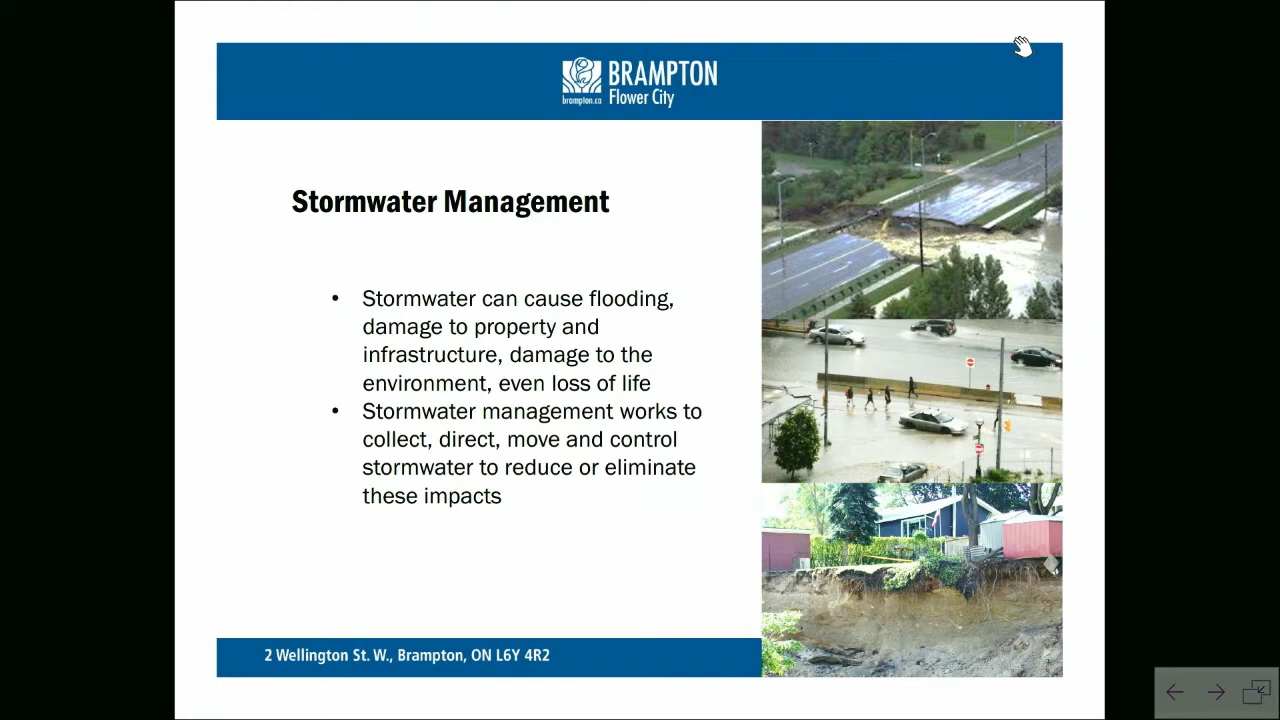 BRAMPTON
brampton.ca
Flower City
Stormwater Management
• Stormwater can cause flooding,
damage to property and
infrastructure, damage to the
environment, even loss of life
• Stormwater management works to
collect, direct, move and control
stormwater to reduce or eliminate
these impacts
2 Wellington St. W., Brampton, ON L6Y 4R2